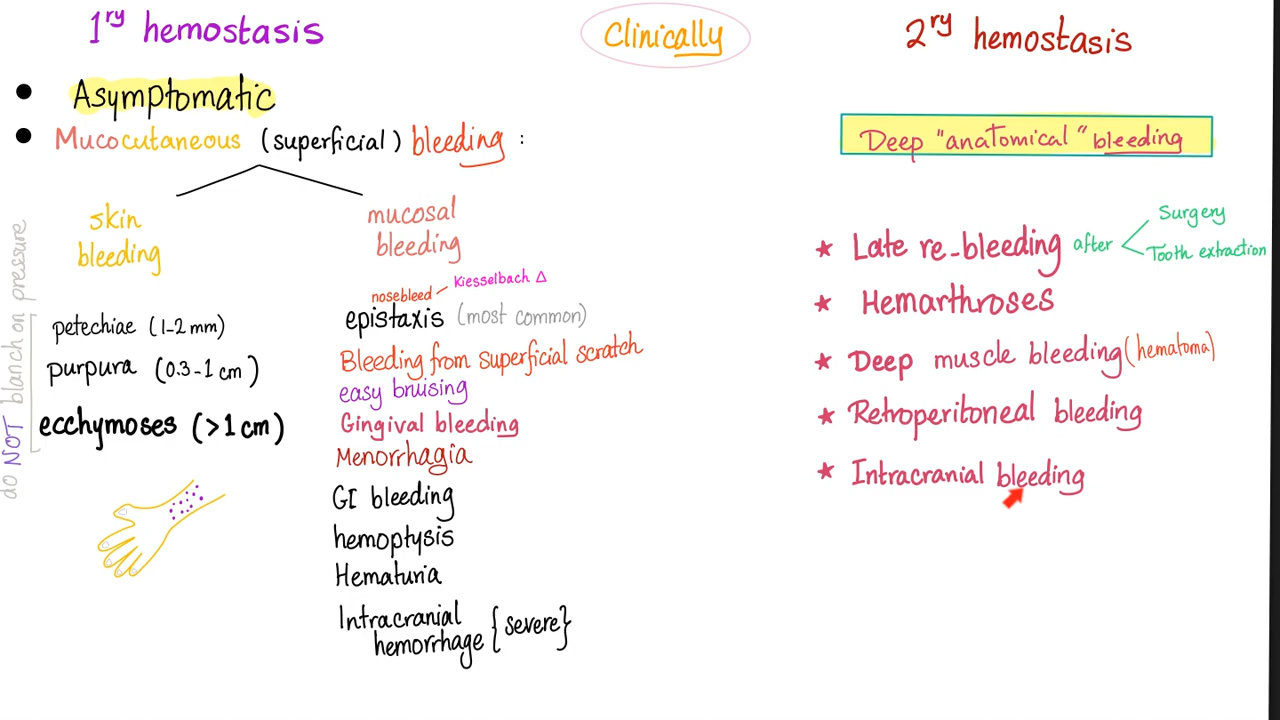 1ry hemostasis
Clinically
2ry hemostasis
• Asymptomatic
• Mucocutaneous (superficial) bleeding :
skin
bleeding
mucosal
bleeding
do NOT blanch on pressure
petechiae (1-2 mm)
purpura (0.3-1 cm)
ecchymoses (>1 cm)
nosebleed
Kiesselbach Δ
epistaxis (most common)
Bleeding from superficial scratch
easy bruising
Gingival bleeding
Menorrhagia
GI bleeding
hemoptysis
Hematuria
Intracranial
hemorrhage {severe}
Deep "anatomical" bleeding
★ Late re-bleeding after
Surgery
Tooth extraction
★ Hemarthroses
★ Deep muscle bleeding (hematoma)
★ Retroperitoneal bleeding
★ Intracranial bleeding